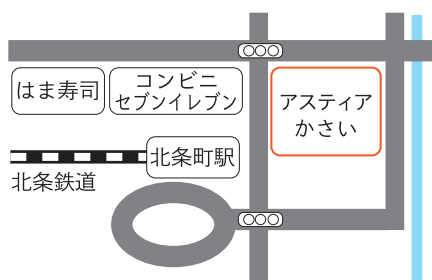 はま寿司
コンビニ
セブンイレブン
アスティア
かさい
北条町駅
北条鉄道